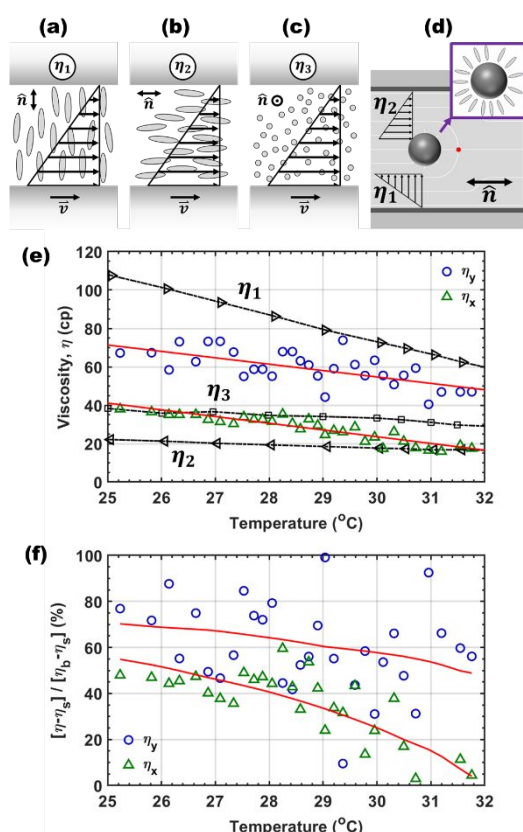 (a) (b) (c) (d)
η₁ η₂ η₃
n̂ n̂ n̂
η₂
η₁ n̂
v⃗ v⃗ v⃗
(e)
120
100
80
60
40
20
0
Viscosity, η (cp)
η₁
η₃
η₂
ηy
ηx
25 26 27 28 29 30 31 32
Temperature (°C)
(f)
100
80
60
40
20
0
[η-ηs] / [ηb-ηs] (%)
ηy
ηx
25 26 27 28 29 30 31 32
Temperature (°C)